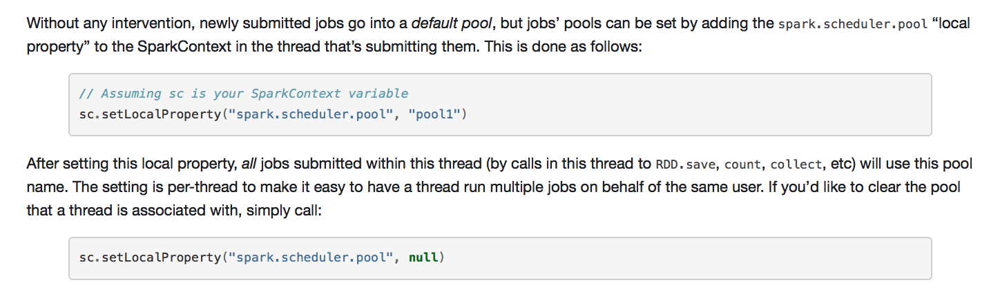 Without any intervention, newly submitted jobs go into a default pool, but jobs’ pools can be set by adding the spark.scheduler.pool “local
property” to the SparkContext in the thread that’s submitting them. This is done as follows:
// Assuming sc is your SparkContext variable
sc.setLocalProperty("spark.scheduler.pool", "pool1")
After setting this local property, all jobs submitted within this thread (by calls in this thread to RDD.save, count, collect, etc) will use this pool
name. The setting is per-thread to make it easy to have a thread run multiple jobs on behalf of the same user. If you’d like to clear the pool
that a thread is associated with, simply call:
sc.setLocalProperty("spark.scheduler.pool", null)